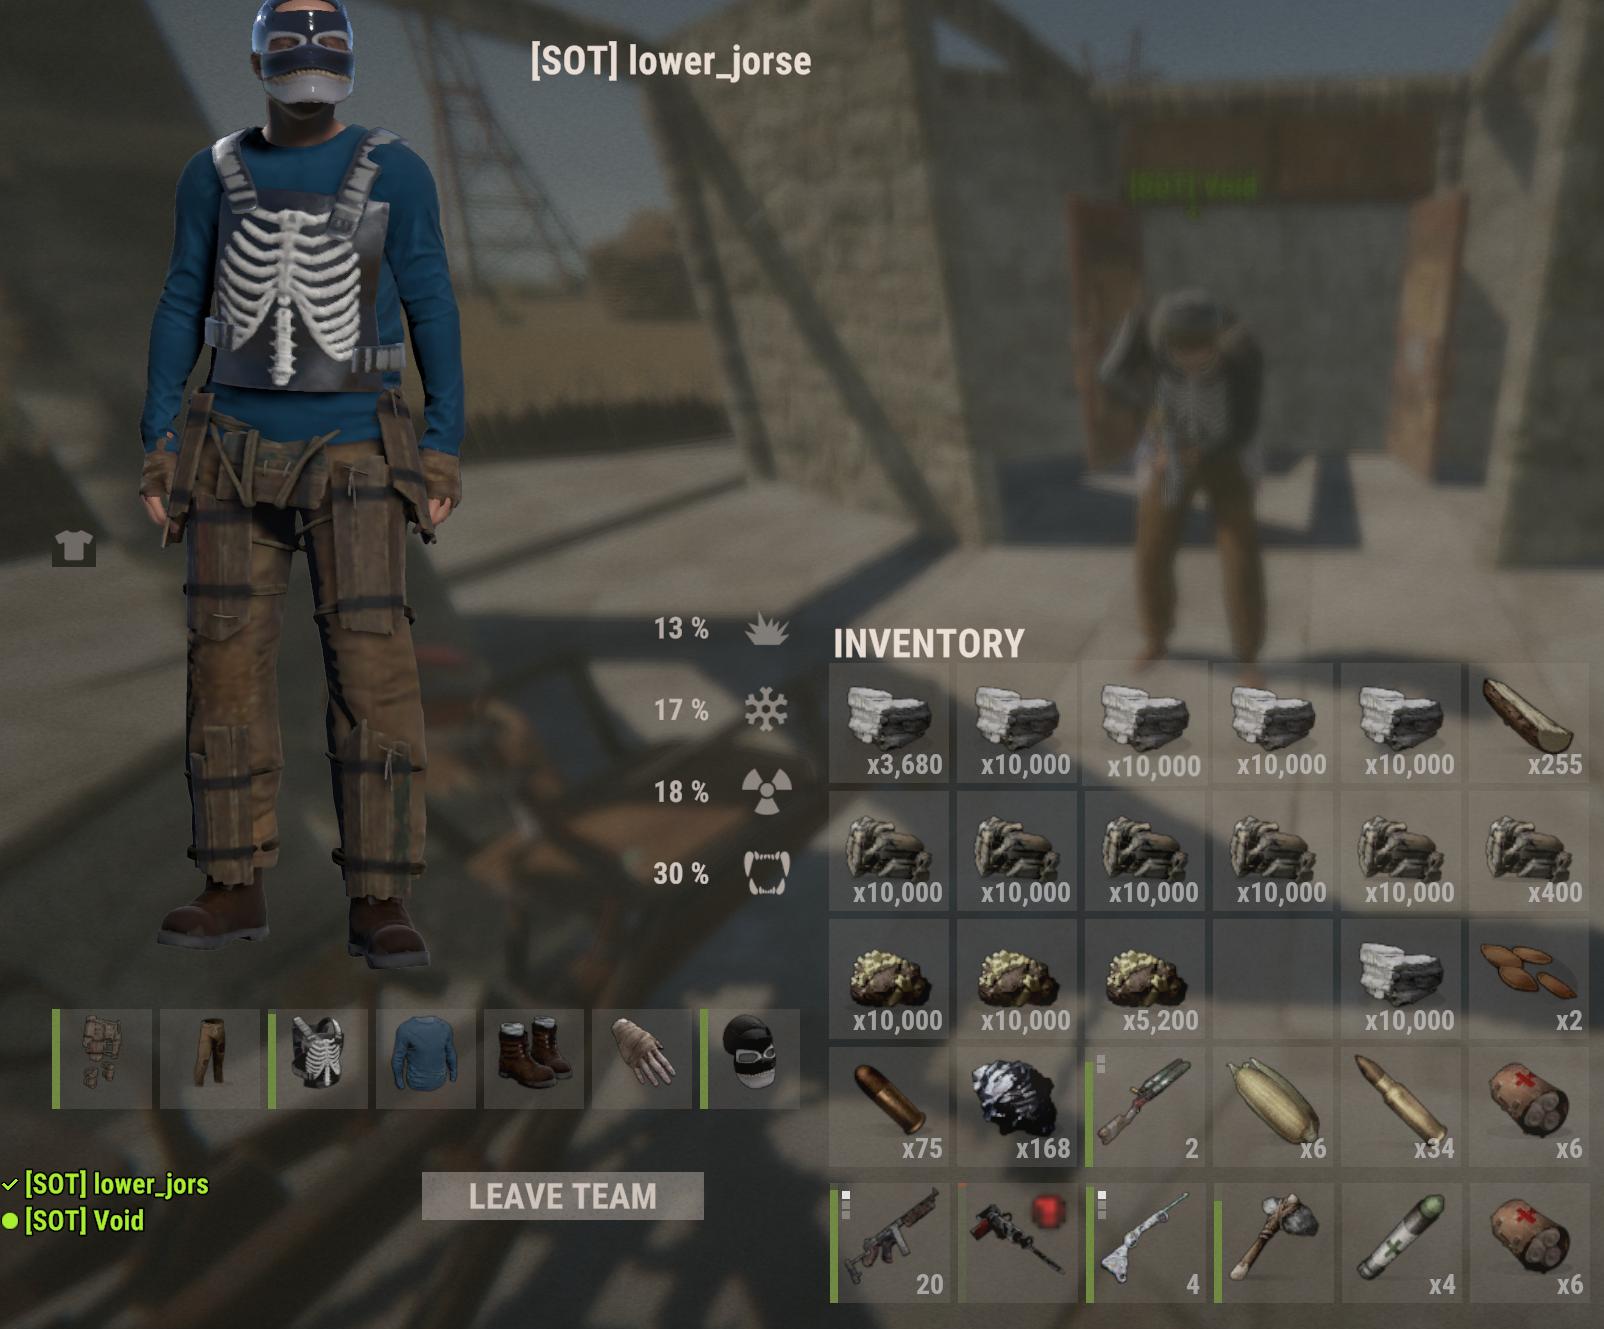 [SOT] lower_jorse
[SOT] Void
13 %
17 %
18 %
30 %
INVENTORY
x3,680 x10,000 x10,000 x10,000 x10,000 x255
x10,000 x10,000 x10,000 x10,000 x10,000 x400
x10,000 x10,000 x5,200 x10,000 x2
x75 x168 2 x6 x34 x6
20 4 x4 x6
[SOT] lower_jors
[SOT] Void
LEAVE TEAM